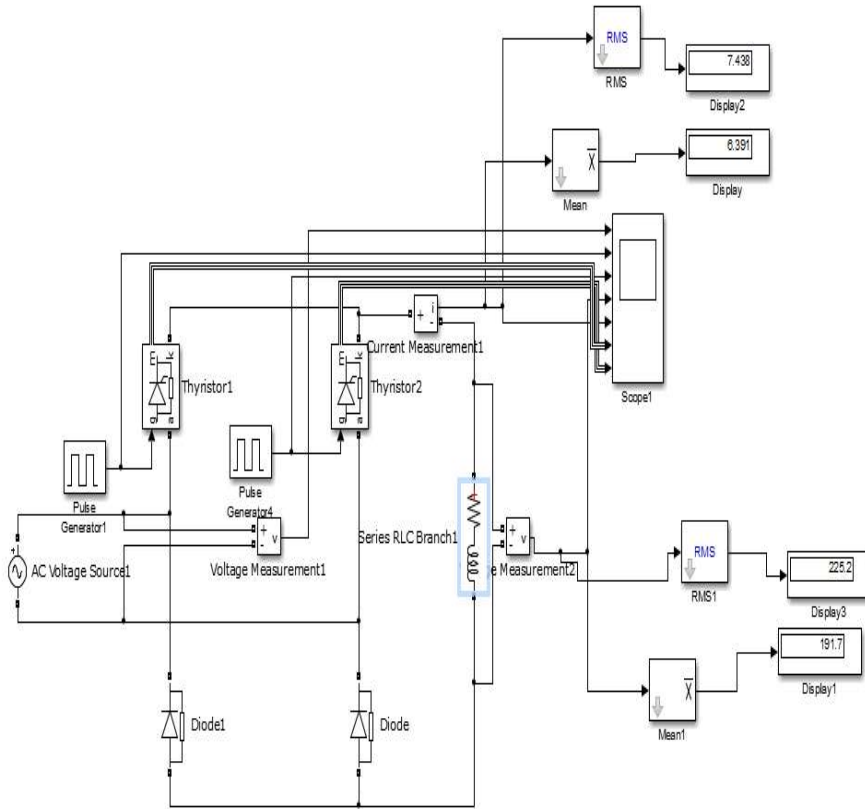 RMS
RMS
7.438
Display2
X
Mean
6.391
Display
i
+
-
Current Measurement1
Scope1
m
k
g
a
Thyristor1
m
k
g
a
Thyristor2
Pulse
Generator1
Pulse
Generator4
+
-
v
Voltage Measurement1
+
AC Voltage Source1
Series RLC Branch1
+
-
v
e Measurement2
RMS
RMS1
225.2
Display3
X
Mean1
191.7
Display1
Diode1
Diode